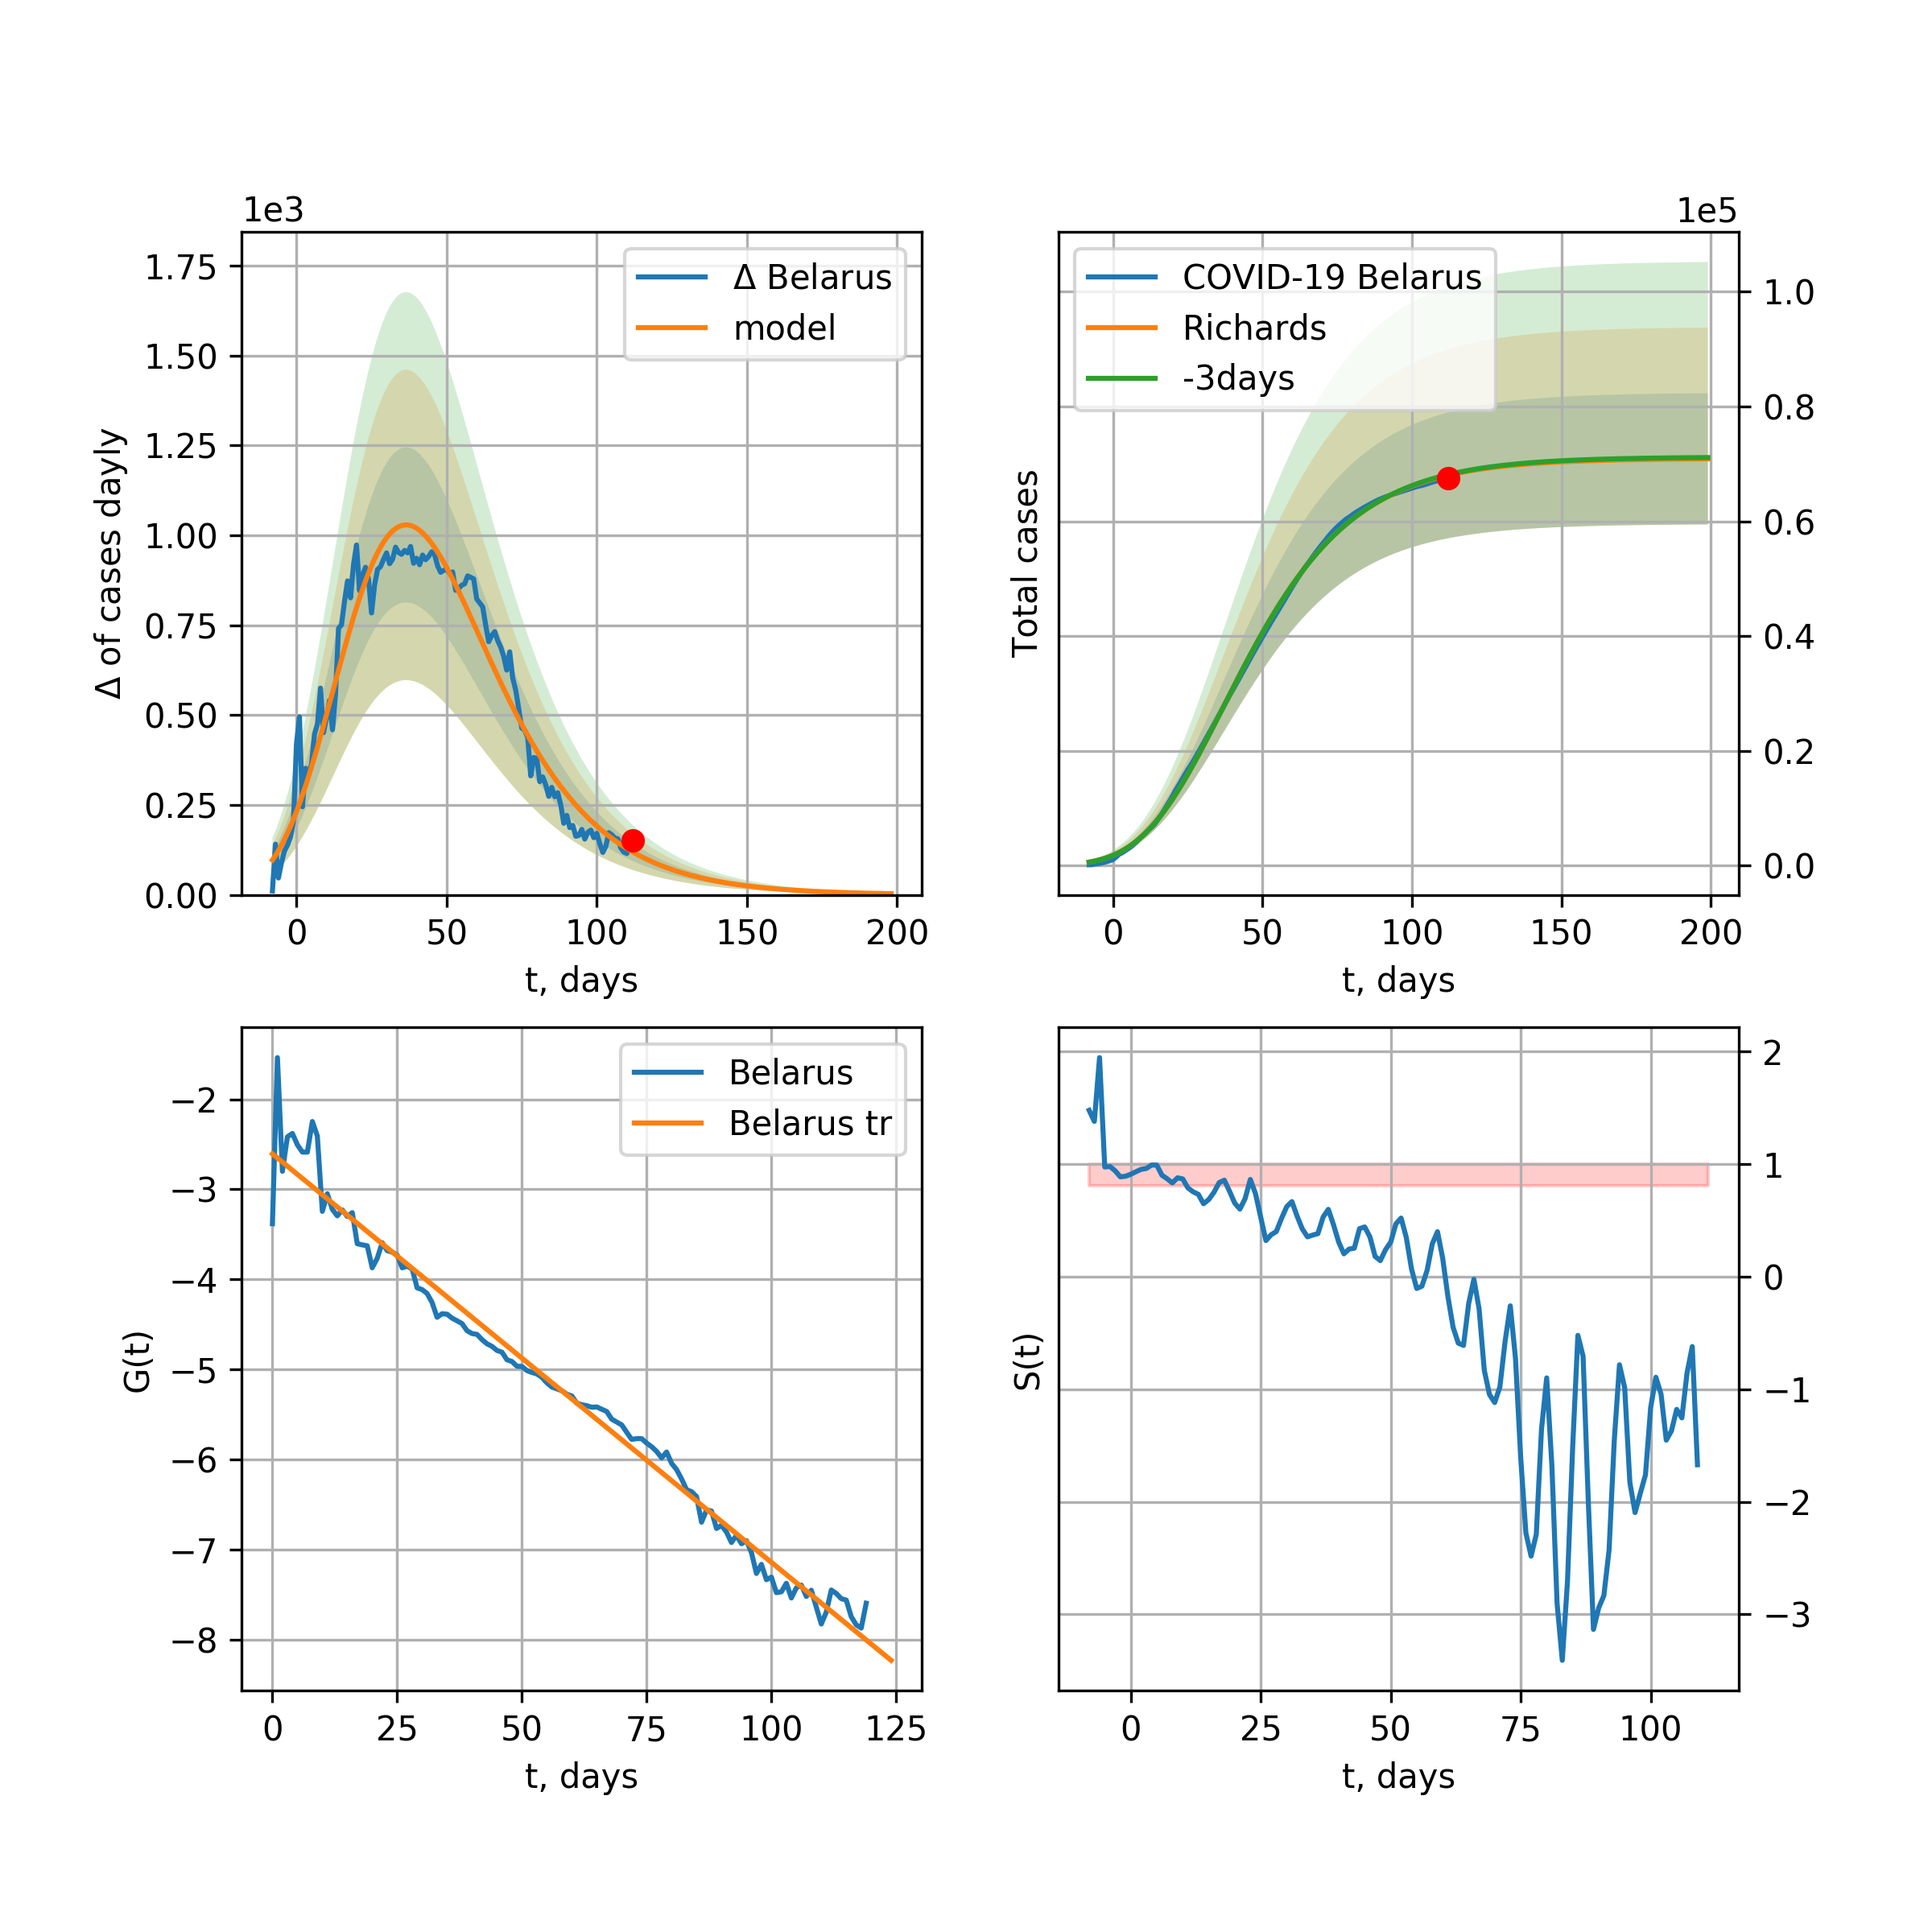 1e3
1.75
1.50
1.25
1.00
0.75
0.50
0.25
0.00
Δ of cases dayly
0
50
100
150
200
t, days
Δ Belarus
model
1e5
1.0
0.8
0.6
0.4
0.2
0.0
Total cases
0
50
100
150
200
t, days
COVID-19 Belarus
Richards
-3days
−2
−3
−4
−5
−6
−7
−8
G(t)
0
25
50
75
100
125
t, days
Belarus
Belarus tr
2
1
0
−1
−2
−3
S(t)
0
25
50
75
100
t, days